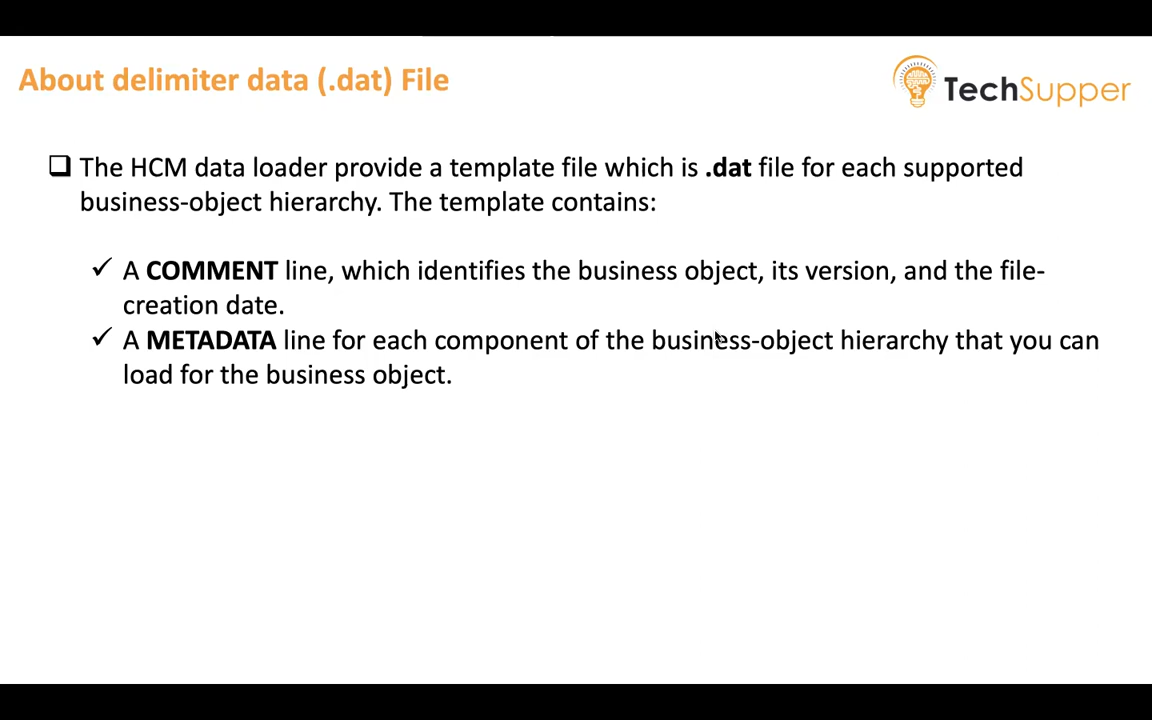 About delimiter data (.dat) File
TechSupper
The HCM data loader provide a template file which is .dat file for each supported
business-object hierarchy. The template contains:
A COMMENT line, which identifies the business object, its version, and the file-
creation date.
A METADATA line for each component of the business-object hierarchy that you can
load for the business object.